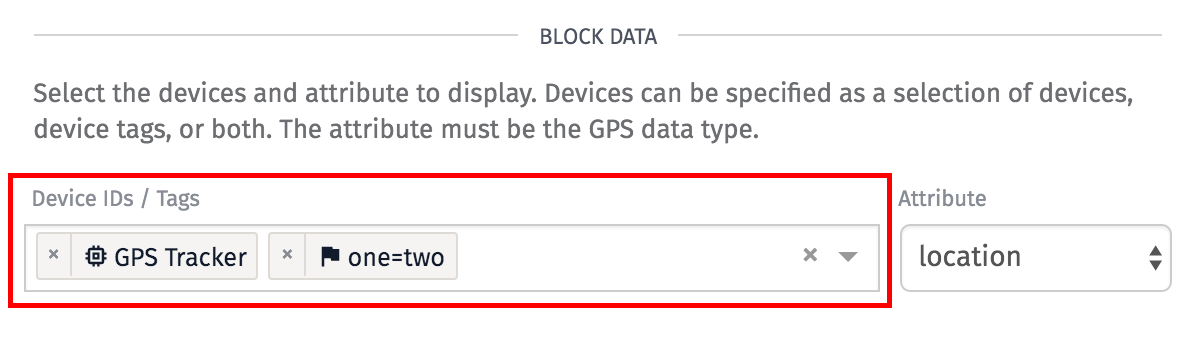 BLOCK DATA
Select the devices and attribute to display. Devices can be specified as a selection of devices,
device tags, or both. The attribute must be the GPS data type.
Device IDs / Tags
Attribute
× GPS Tracker × one=two ×
location